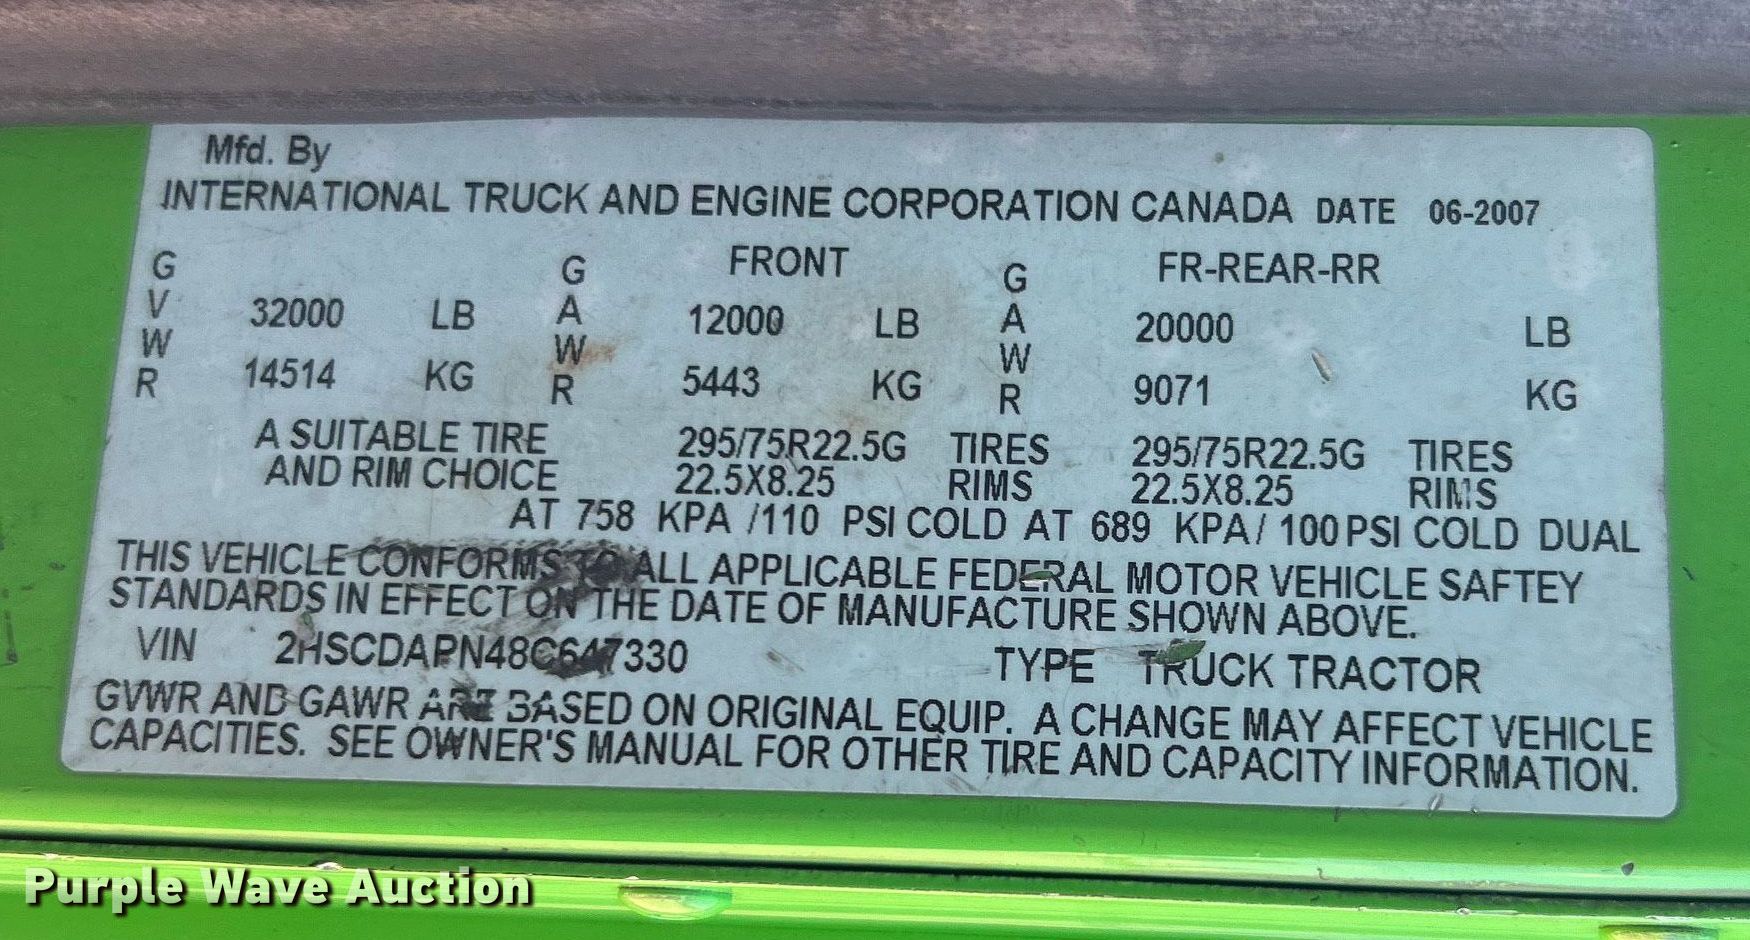 Mfd. By
INTERNATIONAL TRUCK AND ENGINE CORPORATION CANADA DATE 06-2007
GVWR GAWR FRONT GAWR FR-REAR-RR
32000 LB 12000 LB 20000 LB
14514 KG 5443 KG 9071 KG
A SUITABLE TIRE 295/75R22.5G TIRES 295/75R22.5G TIRES
AND RIM CHOICE 22.5X8.25 RIMS 22.5X8.25 RIMS
AT 758 KPA /110 PSI COLD AT 689 KPA/ 100 PSI COLD DUAL
THIS VEHICLE CONFORMS TO ALL APPLICABLE FEDERAL MOTOR VEHICLE SAFTEY
STANDARDS IN EFFECT ON THE DATE OF MANUFACTURE SHOWN ABOVE.
VIN 2HSCDAPN48C647330 TYPE TRUCK TRACTOR
GVWR AND GAWR ARE BASED ON ORIGINAL EQUIP. A CHANGE MAY AFFECT VEHICLE
CAPACITIES. SEE OWNER'S MANUAL FOR OTHER TIRE AND CAPACITY INFORMATION.
Purple Wave Auction